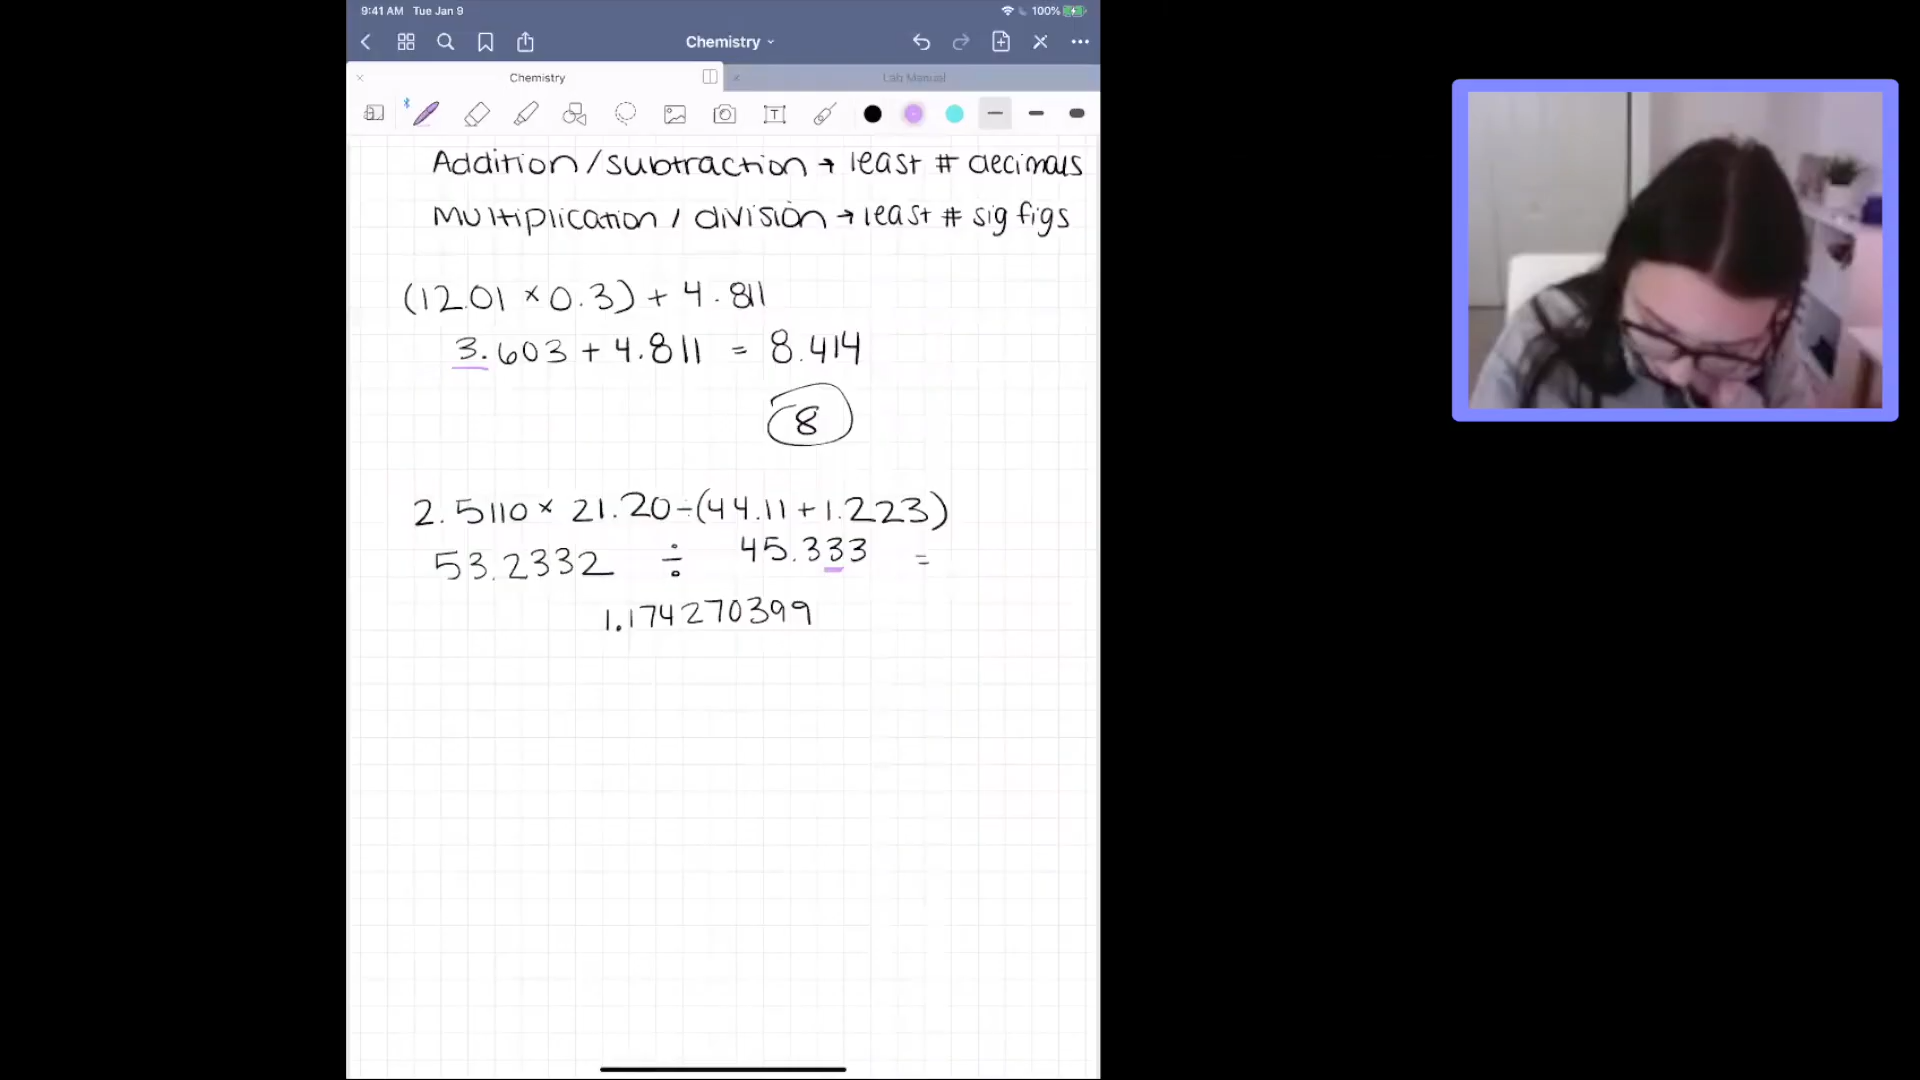 9:41 AM Tue Jan 9 100%
Chemistry
Chemistry Lab Manual
T
Addition/subtraction → least # decimals
Multiplication / division → least # sig figs
(12.01 × 0.3) + 4.811
3.603 + 4.811 = 8.414
8
2.5110 × 21.20 ÷ (44.11 + 1.223)
53.2332 ÷ 45.333 =
1.174270399